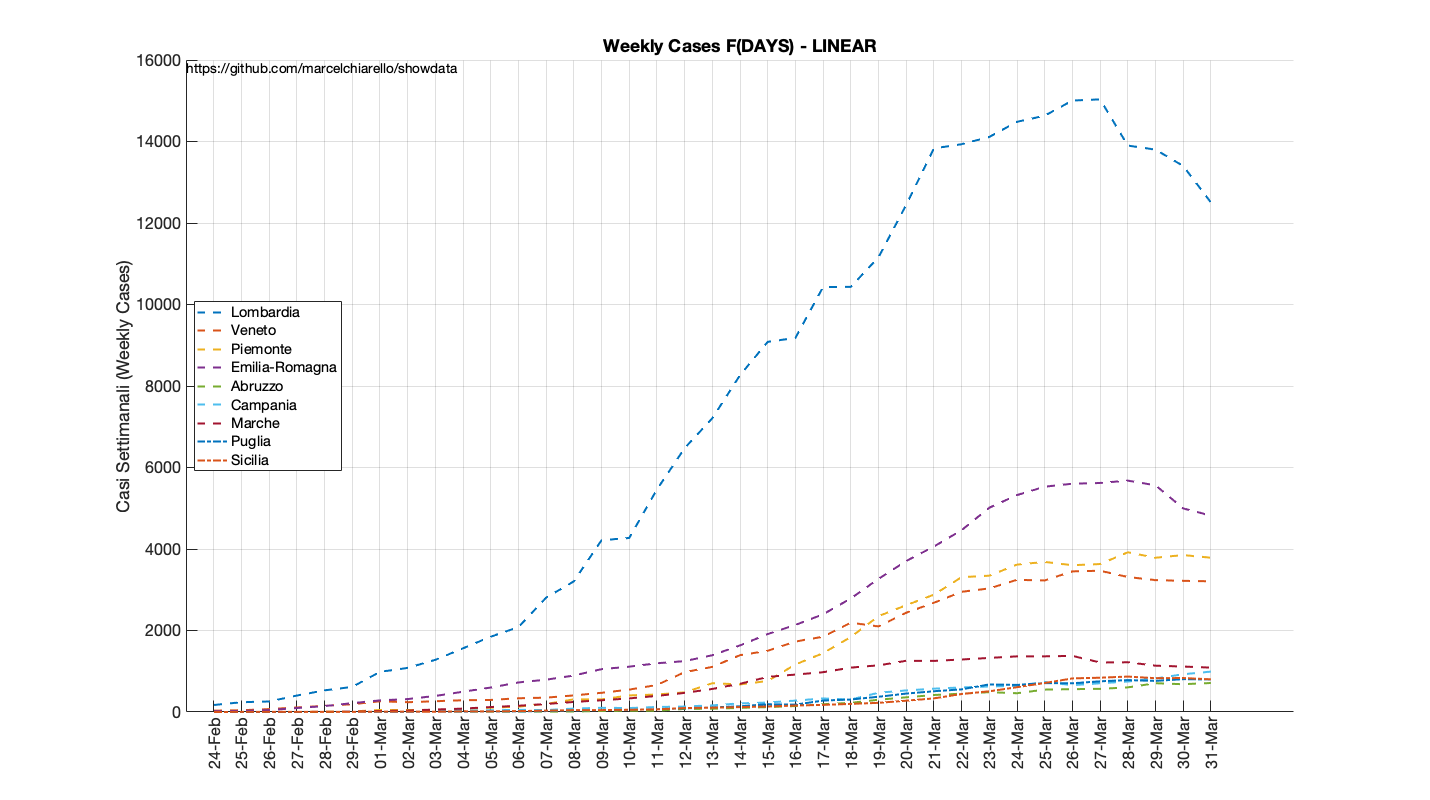 Weekly Cases F(DAYS) - LINEAR
https://github.com/marcelchiarello/showdata
Casi Settimanali (Weekly Cases)
16000
14000
12000
10000
8000
6000
4000
2000
0
Lombardia
Veneto
Piemonte
Emilia-Romagna
Abruzzo
Campania
Marche
Puglia
Sicilia
24-Feb
25-Feb
26-Feb
27-Feb
28-Feb
29-Feb
01-Mar
02-Mar
03-Mar
04-Mar
05-Mar
06-Mar
07-Mar
08-Mar
09-Mar
10-Mar
11-Mar
12-Mar
13-Mar
14-Mar
15-Mar
16-Mar
17-Mar
18-Mar
19-Mar
20-Mar
21-Mar
22-Mar
23-Mar
24-Mar
25-Mar
26-Mar
27-Mar
28-Mar
29-Mar
30-Mar
31-Mar